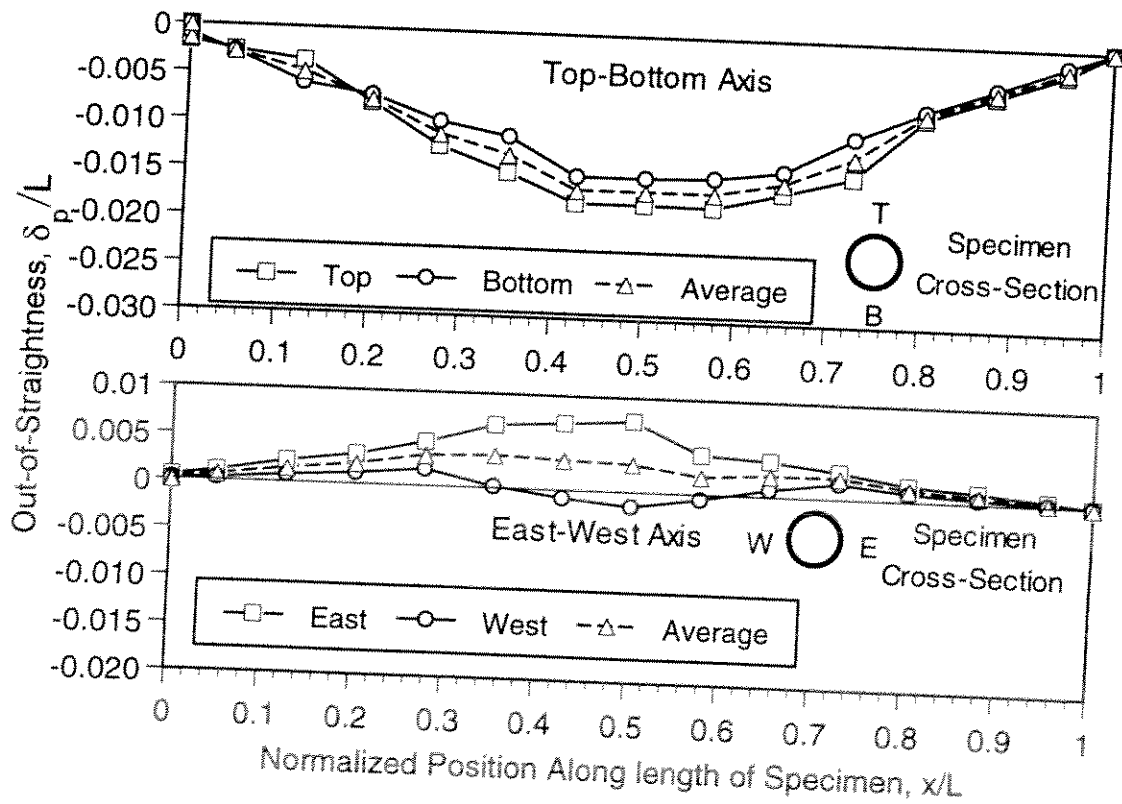 Out-of-Straightness, δp/L
0
-0.005
-0.010
-0.015
-0.020
-0.025
-0.030
Top-Bottom Axis
T
B
Specimen
Cross-Section
Top Bottom Average
0 0.1 0.2 0.3 0.4 0.5 0.6 0.7 0.8 0.9 1
0.01
0.005
0
-0.005
-0.010
-0.015
-0.020
East-West Axis
W E
Specimen
Cross-Section
East West Average
0 0.1 0.2 0.3 0.4 0.5 0.6 0.7 0.8 0.9 1
Normalized Position Along length of Specimen, x/L